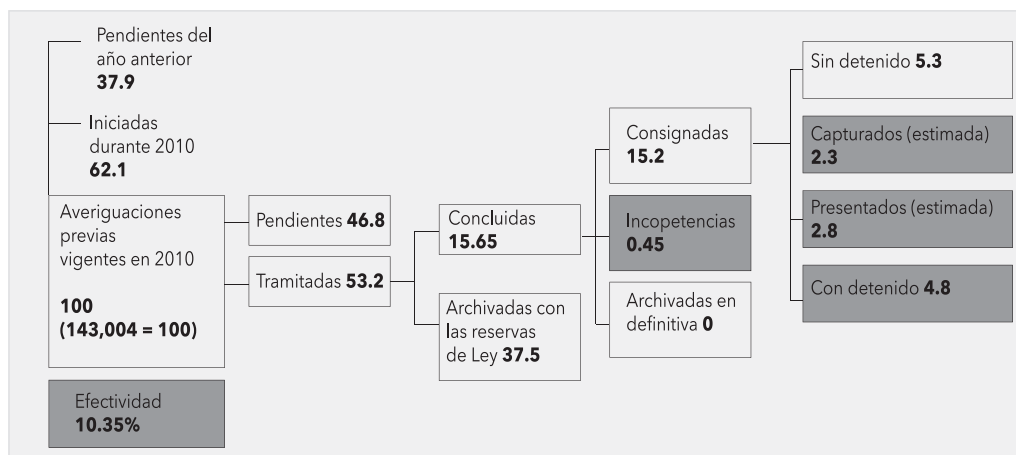 Pendientes del
año anterior
37.9
Iniciadas
durante 2010
62.1
Averiguaciones
previas
vigentes en 2010
100
(143,004 = 100)
Efectividad
10.35%
Pendientes 46.8
Tramitadas 53.2
Concluidas
15.65
Archivadas con
las reservas
de Ley 37.5
Consignadas
15.2
Incopetencias
0.45
Archivadas en
definitiva 0
Sin detenido 5.3
Capturados (estimada)
2.3
Presentados (estimada)
2.8
Con detenido 4.8